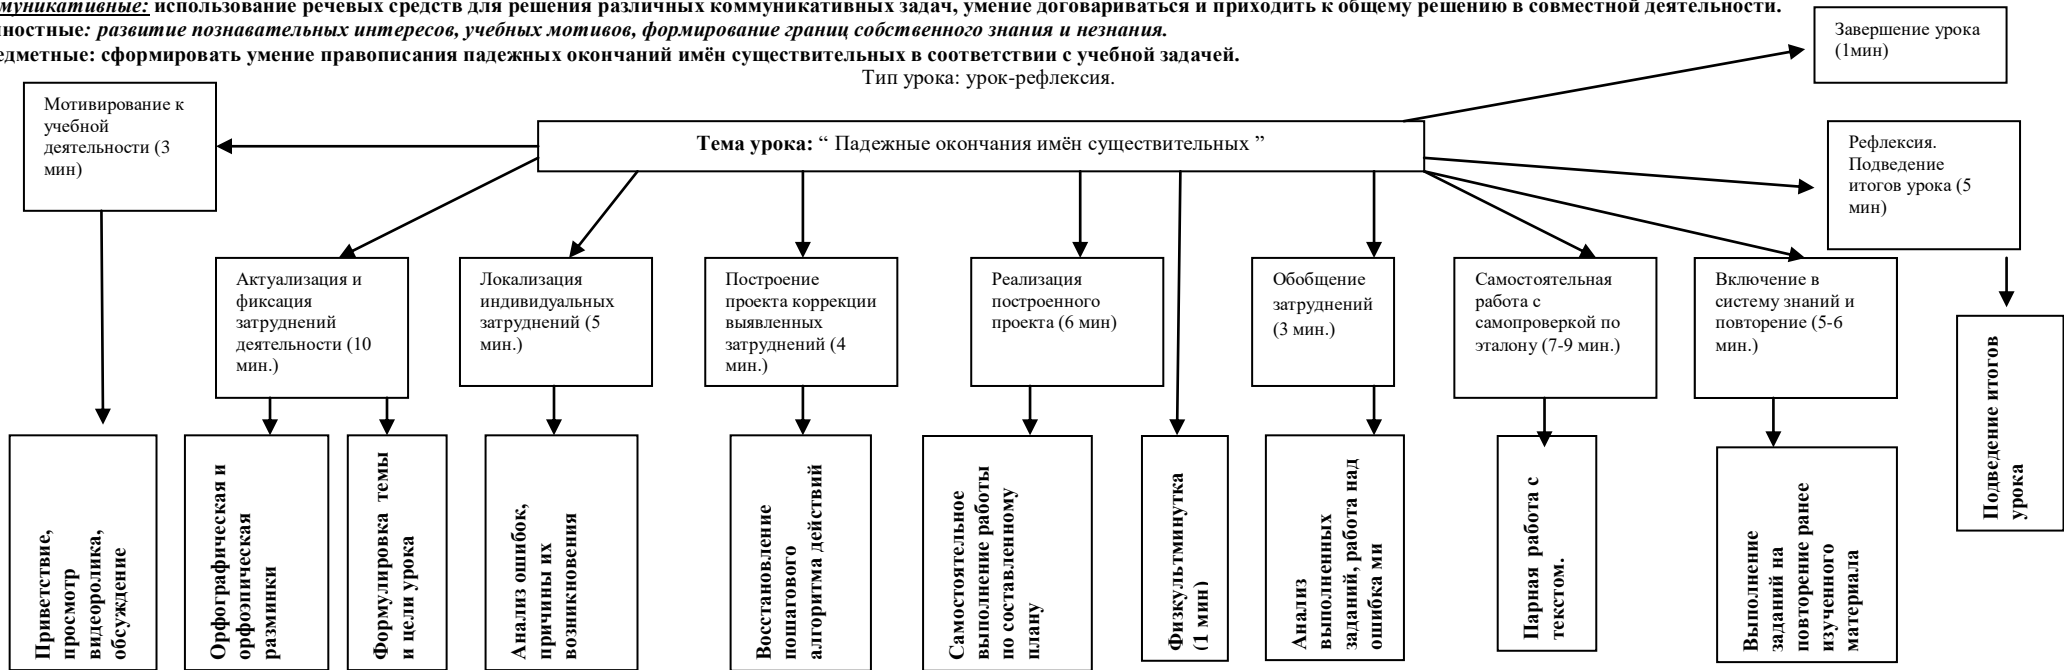 муникативные: использование речевых средств для решения различных коммуникативных задач, умение договариваться и приходить к общему решению в совместной деятельности.
ностные: развитие познавательных интересов, учебных мотивов, формирование границ собственного знания и незнания.
едметные: сформировать умение правописания падежных окончаний имён существительных в соответствии с учебной задачей.
Тип урока: урок-рефлексия.
Завершение урока
(1мин)
Мотивирование к
учебной
деятельности (3
мин)
Тема урока: “ Падежные окончания имён существительных ”
Рефлексия.
Подведение
итогов урока (5
мин)
Актуализация и
фиксация
затруднений
деятельности (10
мин.)
Локализация
индивидуальных
затруднений (5
мин.)
Построение
проекта коррекции
выявленных
затруднений (4
мин.)
Реализация
построенного
проекта (6 мин)
Обобщение
затруднений
(3 мин.)
Самостоятельная
работа с
самопроверкой по
эталону (7-9 мин.)
Включение в
систему знаний и
повторение (5-6
мин.)
Приветствие,
просмотр
видеоролика,
обсуждение
Орфографическая и
орфоэпическая
разминки
Формулировка темы
и цели урока
Анализ ошибок,
причины их
возникновения
Восстановление
пошагового
алгоритма действий
Самостоятельное
выполнение работы
по составленному
плану
Физкультминутка
(1 мин)
Анализ
выполненных
заданий, работа над
ошибка ми
Парная работа с
текстом.
Выполнение
заданий на
повторение ранее
изученного
материала
Подведение итогов
урока